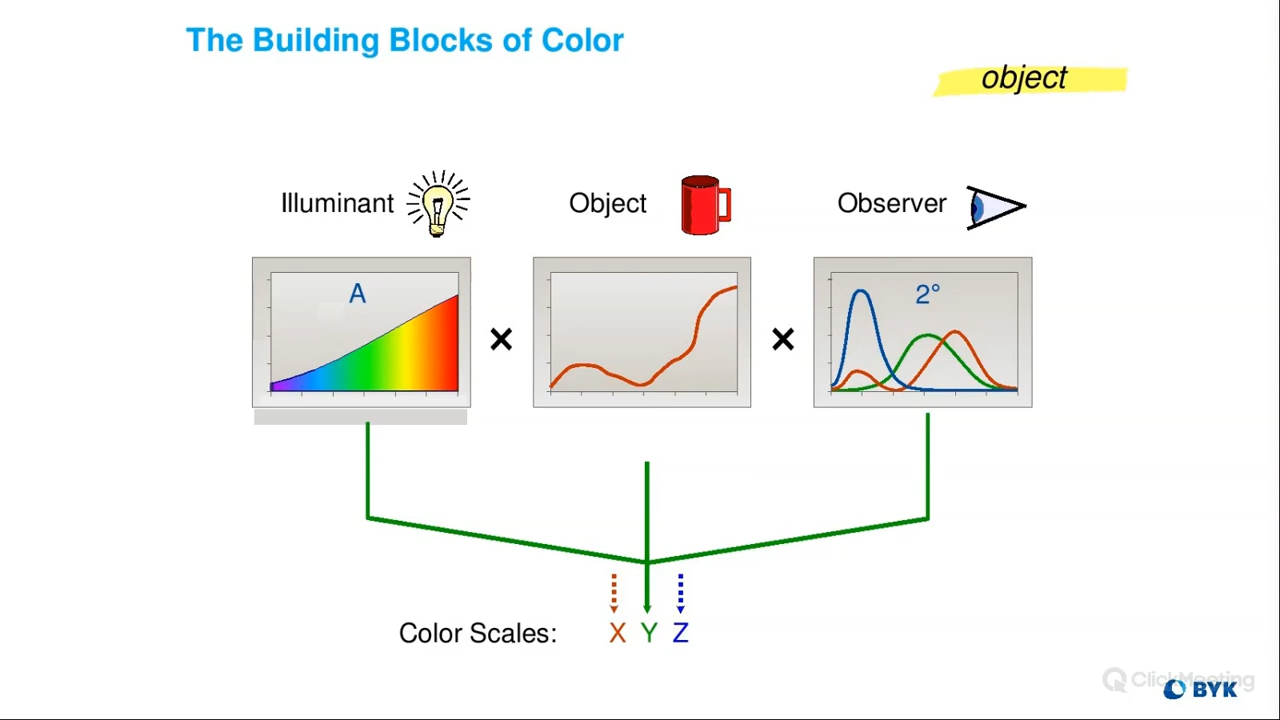 The Building Blocks of Color
object
Illuminant Object Observer
A 2°
× ×
Color Scales: X Y Z
ClickMeeting
BYK